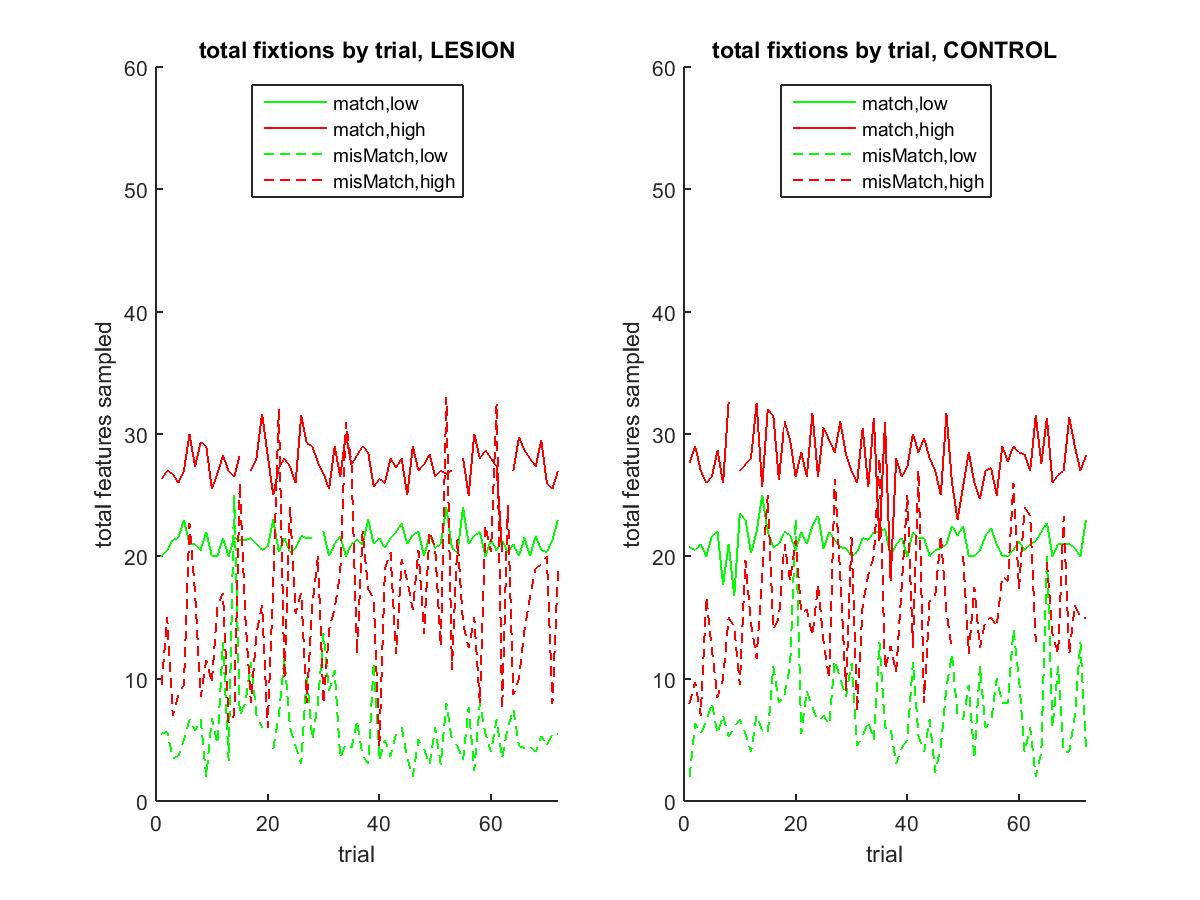 total fixtions by trial, LESION
60
50
40
30
20
10
0
0 20 40 60
total features sampled
trial
match,low
match,high
misMatch,low
misMatch,high
total fixtions by trial, CONTROL
60
50
40
30
20
10
0
0 20 40 60
total features sampled
trial
match,low
match,high
misMatch,low
misMatch,high